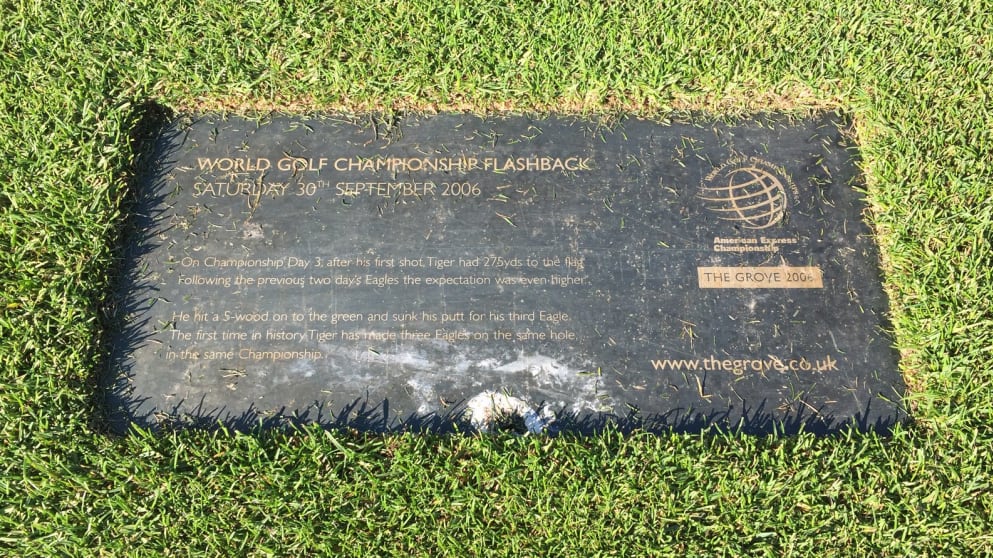 WORLD GOLF CHAMPIONSHIP FLASHBACK
SATURDAY 30TH SEPTEMBER 2006
On Championship Day 3, after his first shot, Tiger had 275yds to the flag.
Following the previous two day's Eagles the expectation was even higher.
He hit a 5-wood on to the green and sunk his putt for his third Eagle.
The first time in history Tiger has made three Eagles on the same hole,
in the same Championship.
WORLD GOLF CHAMPIONSHIPS
American Express
Championship
THE GROVE 2006
www.thegrove.co.uk